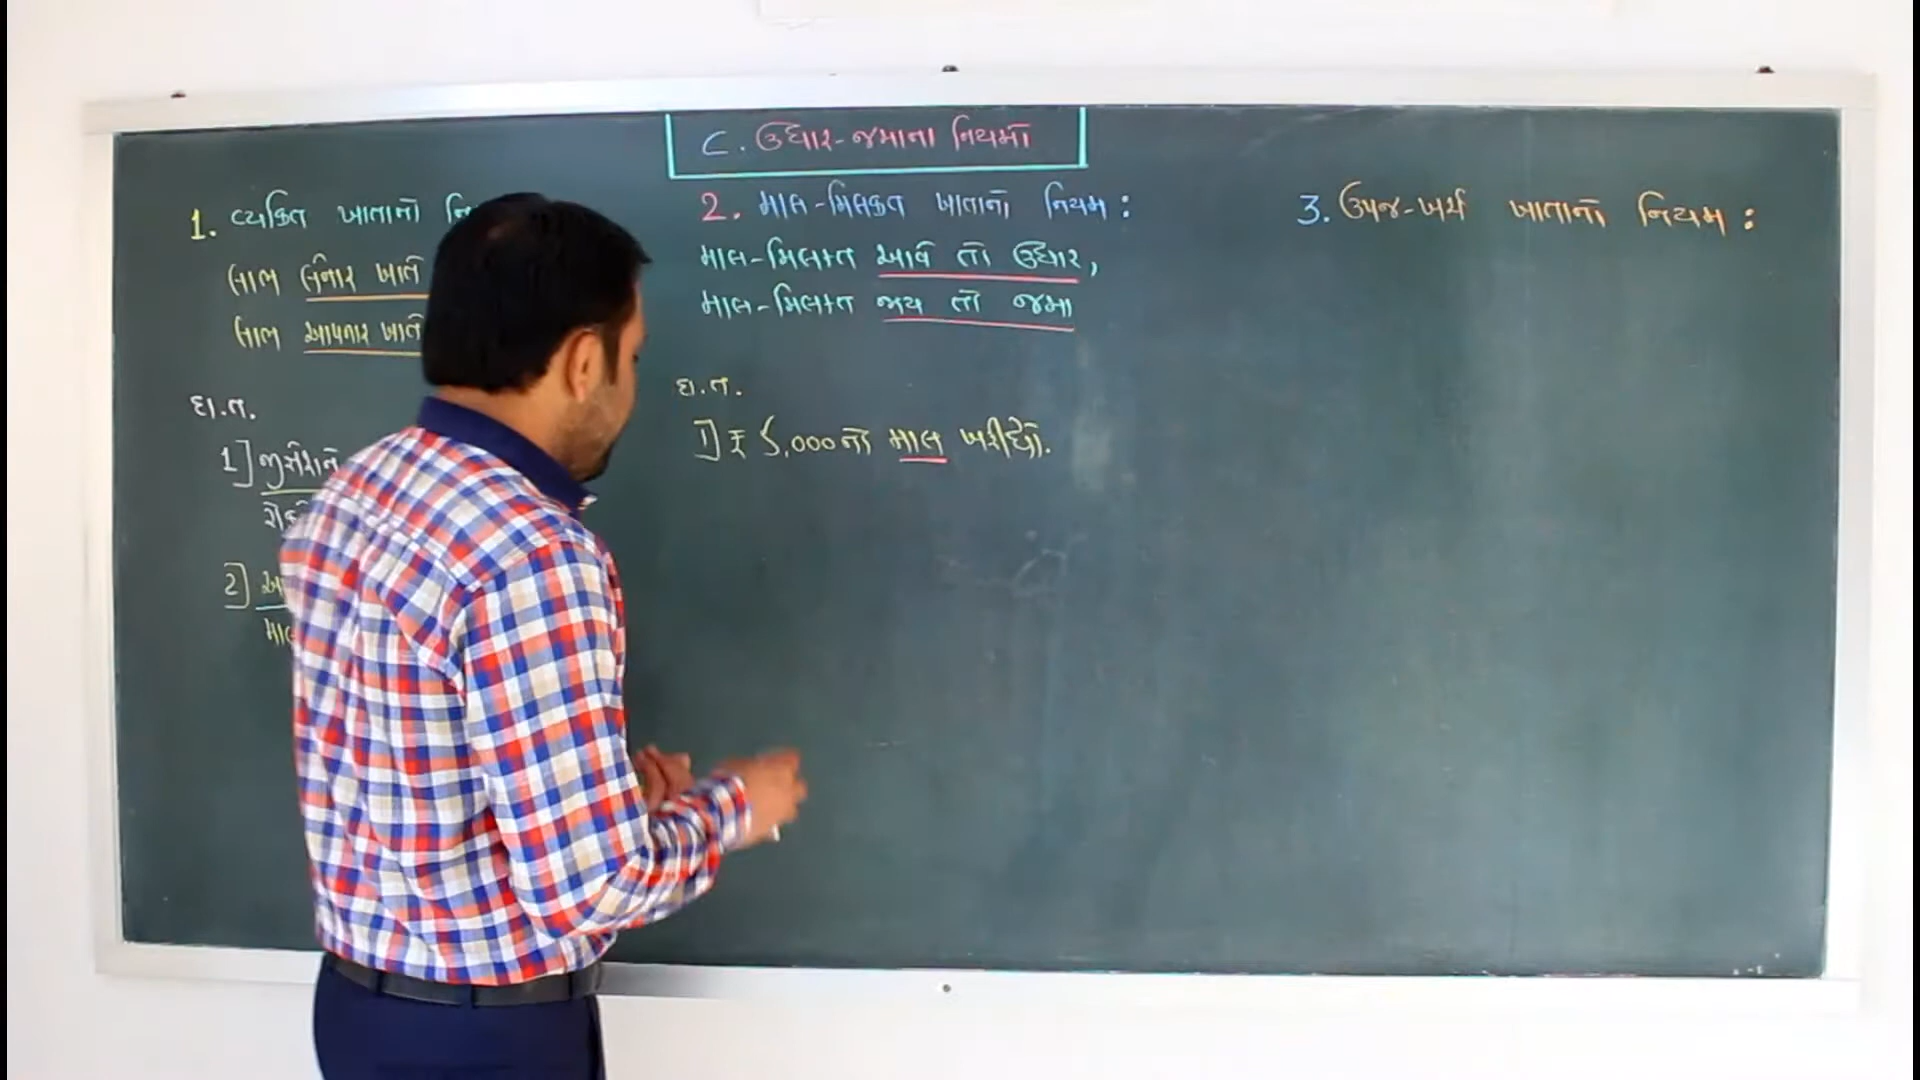 C. ઉધાર-જમાના નિયમો
1. વ્યકિત ખાતાનો
લાભ લેનાર ખાતે
લાભ આપનાર ખાતે
દા.ત.
1]
2]
2. માલ-મિલકત ખાતાનો નિયમ :
માલ-મિલકત આવે તો ઉધાર,
માલ-મિલકત જાય તો જમા
દા.ત.
1] ₹ 5,000નો માલ ખરીદ્યો.
3. ઉપજ-ખર્ચ ખાતાનો નિયમ :